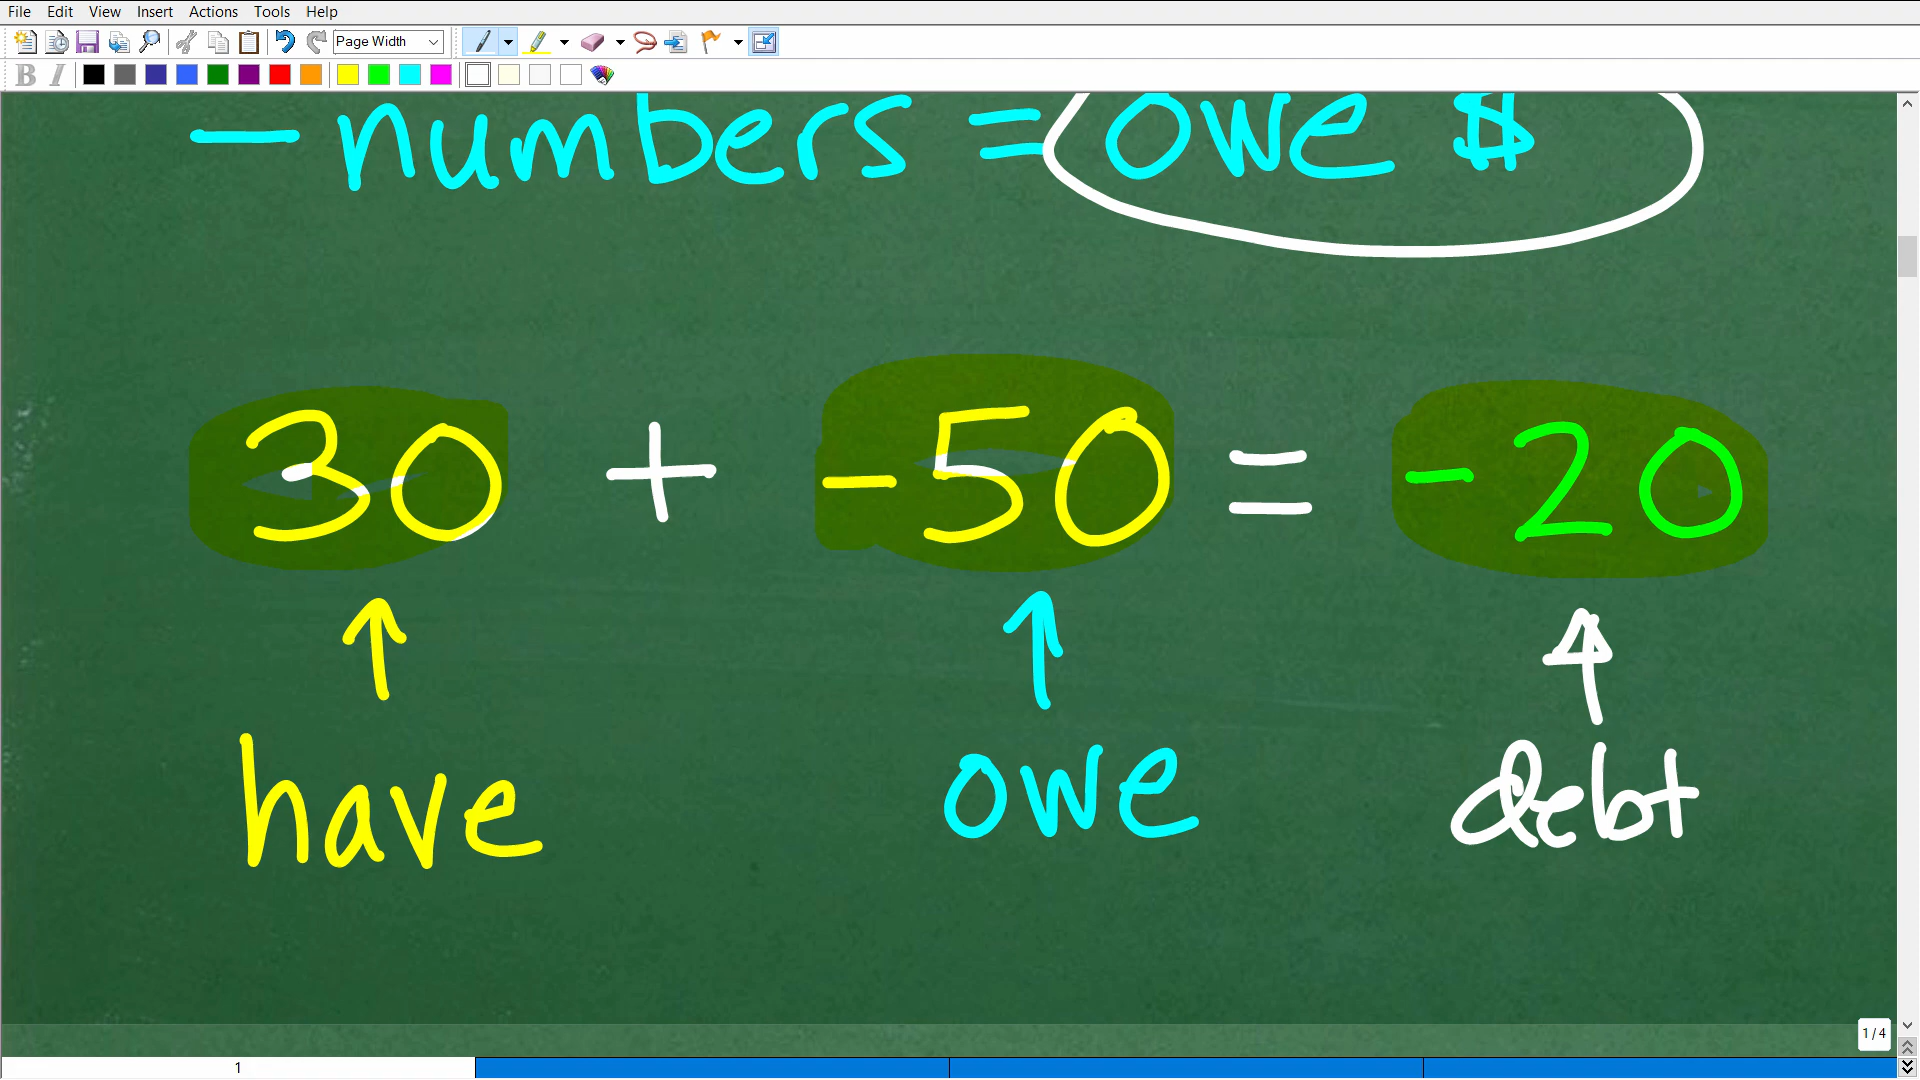 File Edit View Insert Actions Tools Help
Page Width
B I
- numbers = owe $
30 + -50 = -20
have owe debt
1 / 4
1